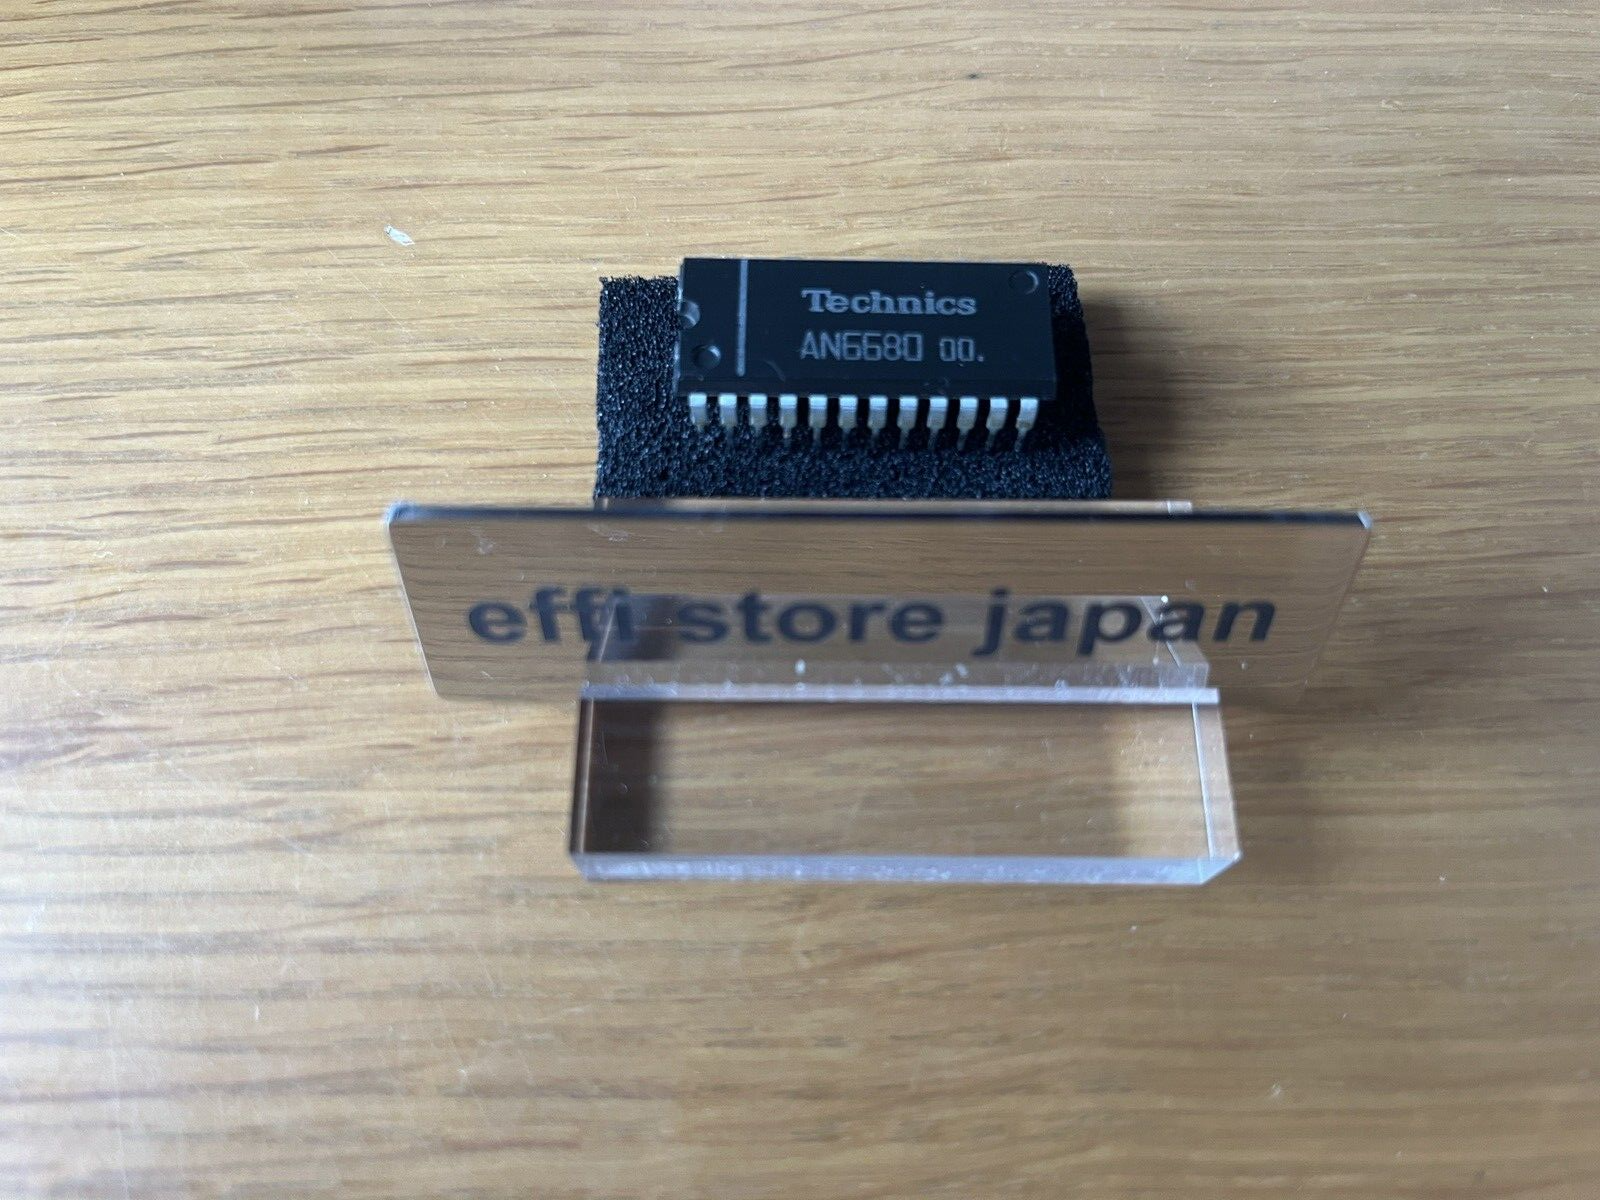 Technics
AN6680 00.
effi store japan